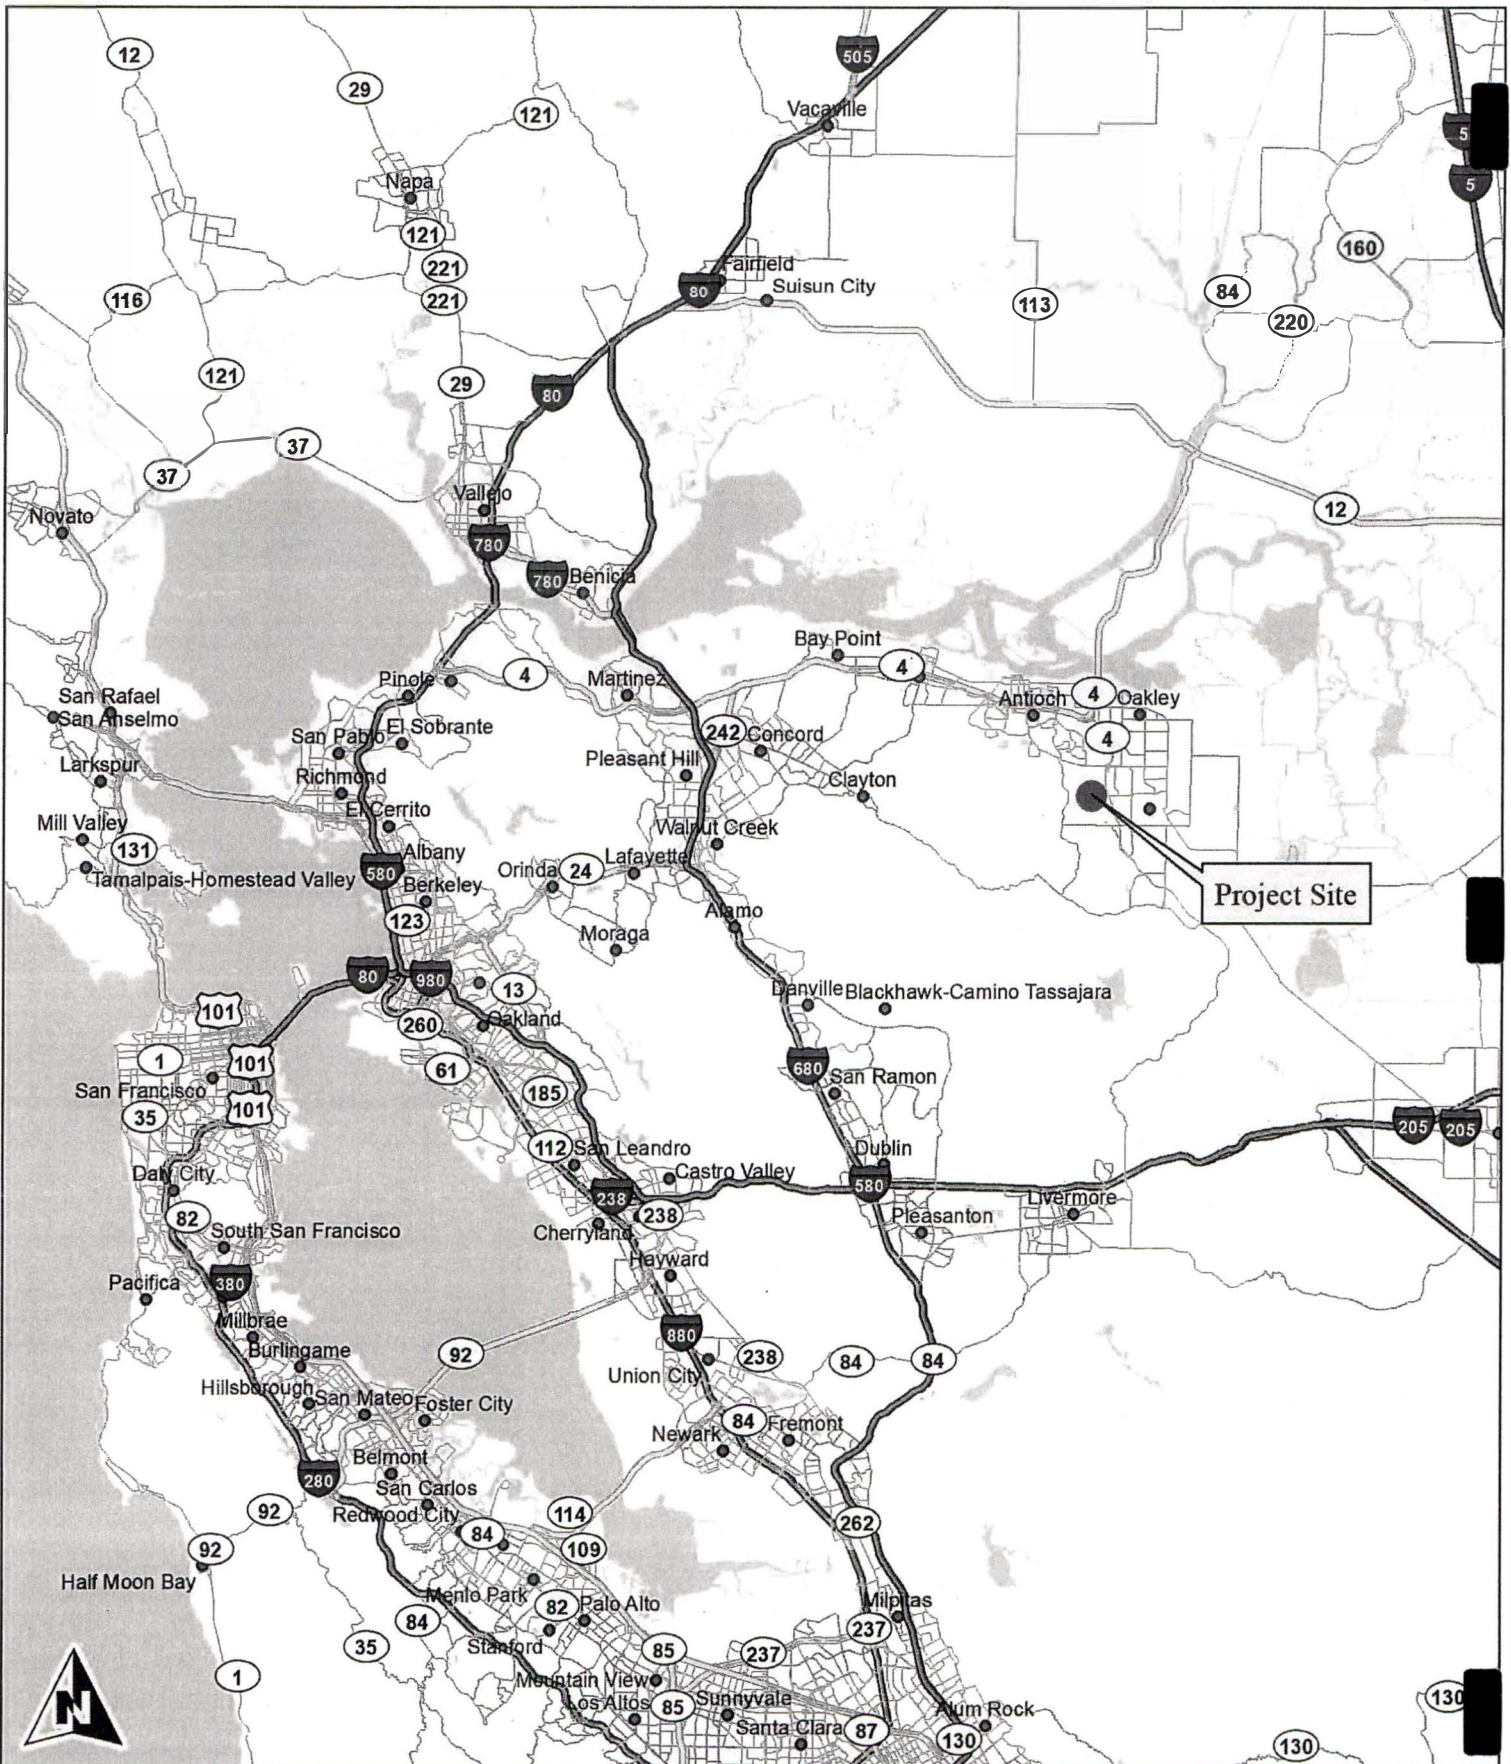 12
505
29
121
Vacaville
5
5
Napa
121
160
221
Fairfield
80
Suisun City
84
116
221
113
220
121
29
80
37
37
Vallejo
12
Novato
780
780
Benicia
Bay Point
4
4
Pinole
Martinez
San Rafael
4
Antioch
Oakley
San Anselmo
El Sobrante
242
Concord
San Pablo
4
Larkspur
Pleasant Hill
Richmond
Clayton
El Cerrito
Mill Valley
Walnut Creek
131
Albany
Lafayette
580
Orinda
24
Tamalpais-Homestead Valley
Berkeley
Project Site
123
Alamo
Moraga
80
980
13
Danville
Blackhawk-Camino Tassajara
101
260
Oakland
1
101
61
680
San Ramon
San Francisco
185
35
101
205
205
112
San Leandro
Dublin
Daly City
Castro Valley
580
238
Livermore
82
238
Pleasanton
South San Francisco
Cherryland
Hayward
Pacifica
380
Millbrae
880
Burlingame
92
238
84
84
Union City
Hillsborough
San Mateo
Foster City
84
Fremont
Newark
Belmont
280
San Carlos
92
Redwood City
114
262
84
92
109
Half Moon Bay
Menlo Park
82
Palo Alto
Milpitas
84
237
35
Stanford
85
237
N
1
Mountain View
Los Altos
85
Sunnyvale
130
Santa Clara
87
Alum Rock
130
130